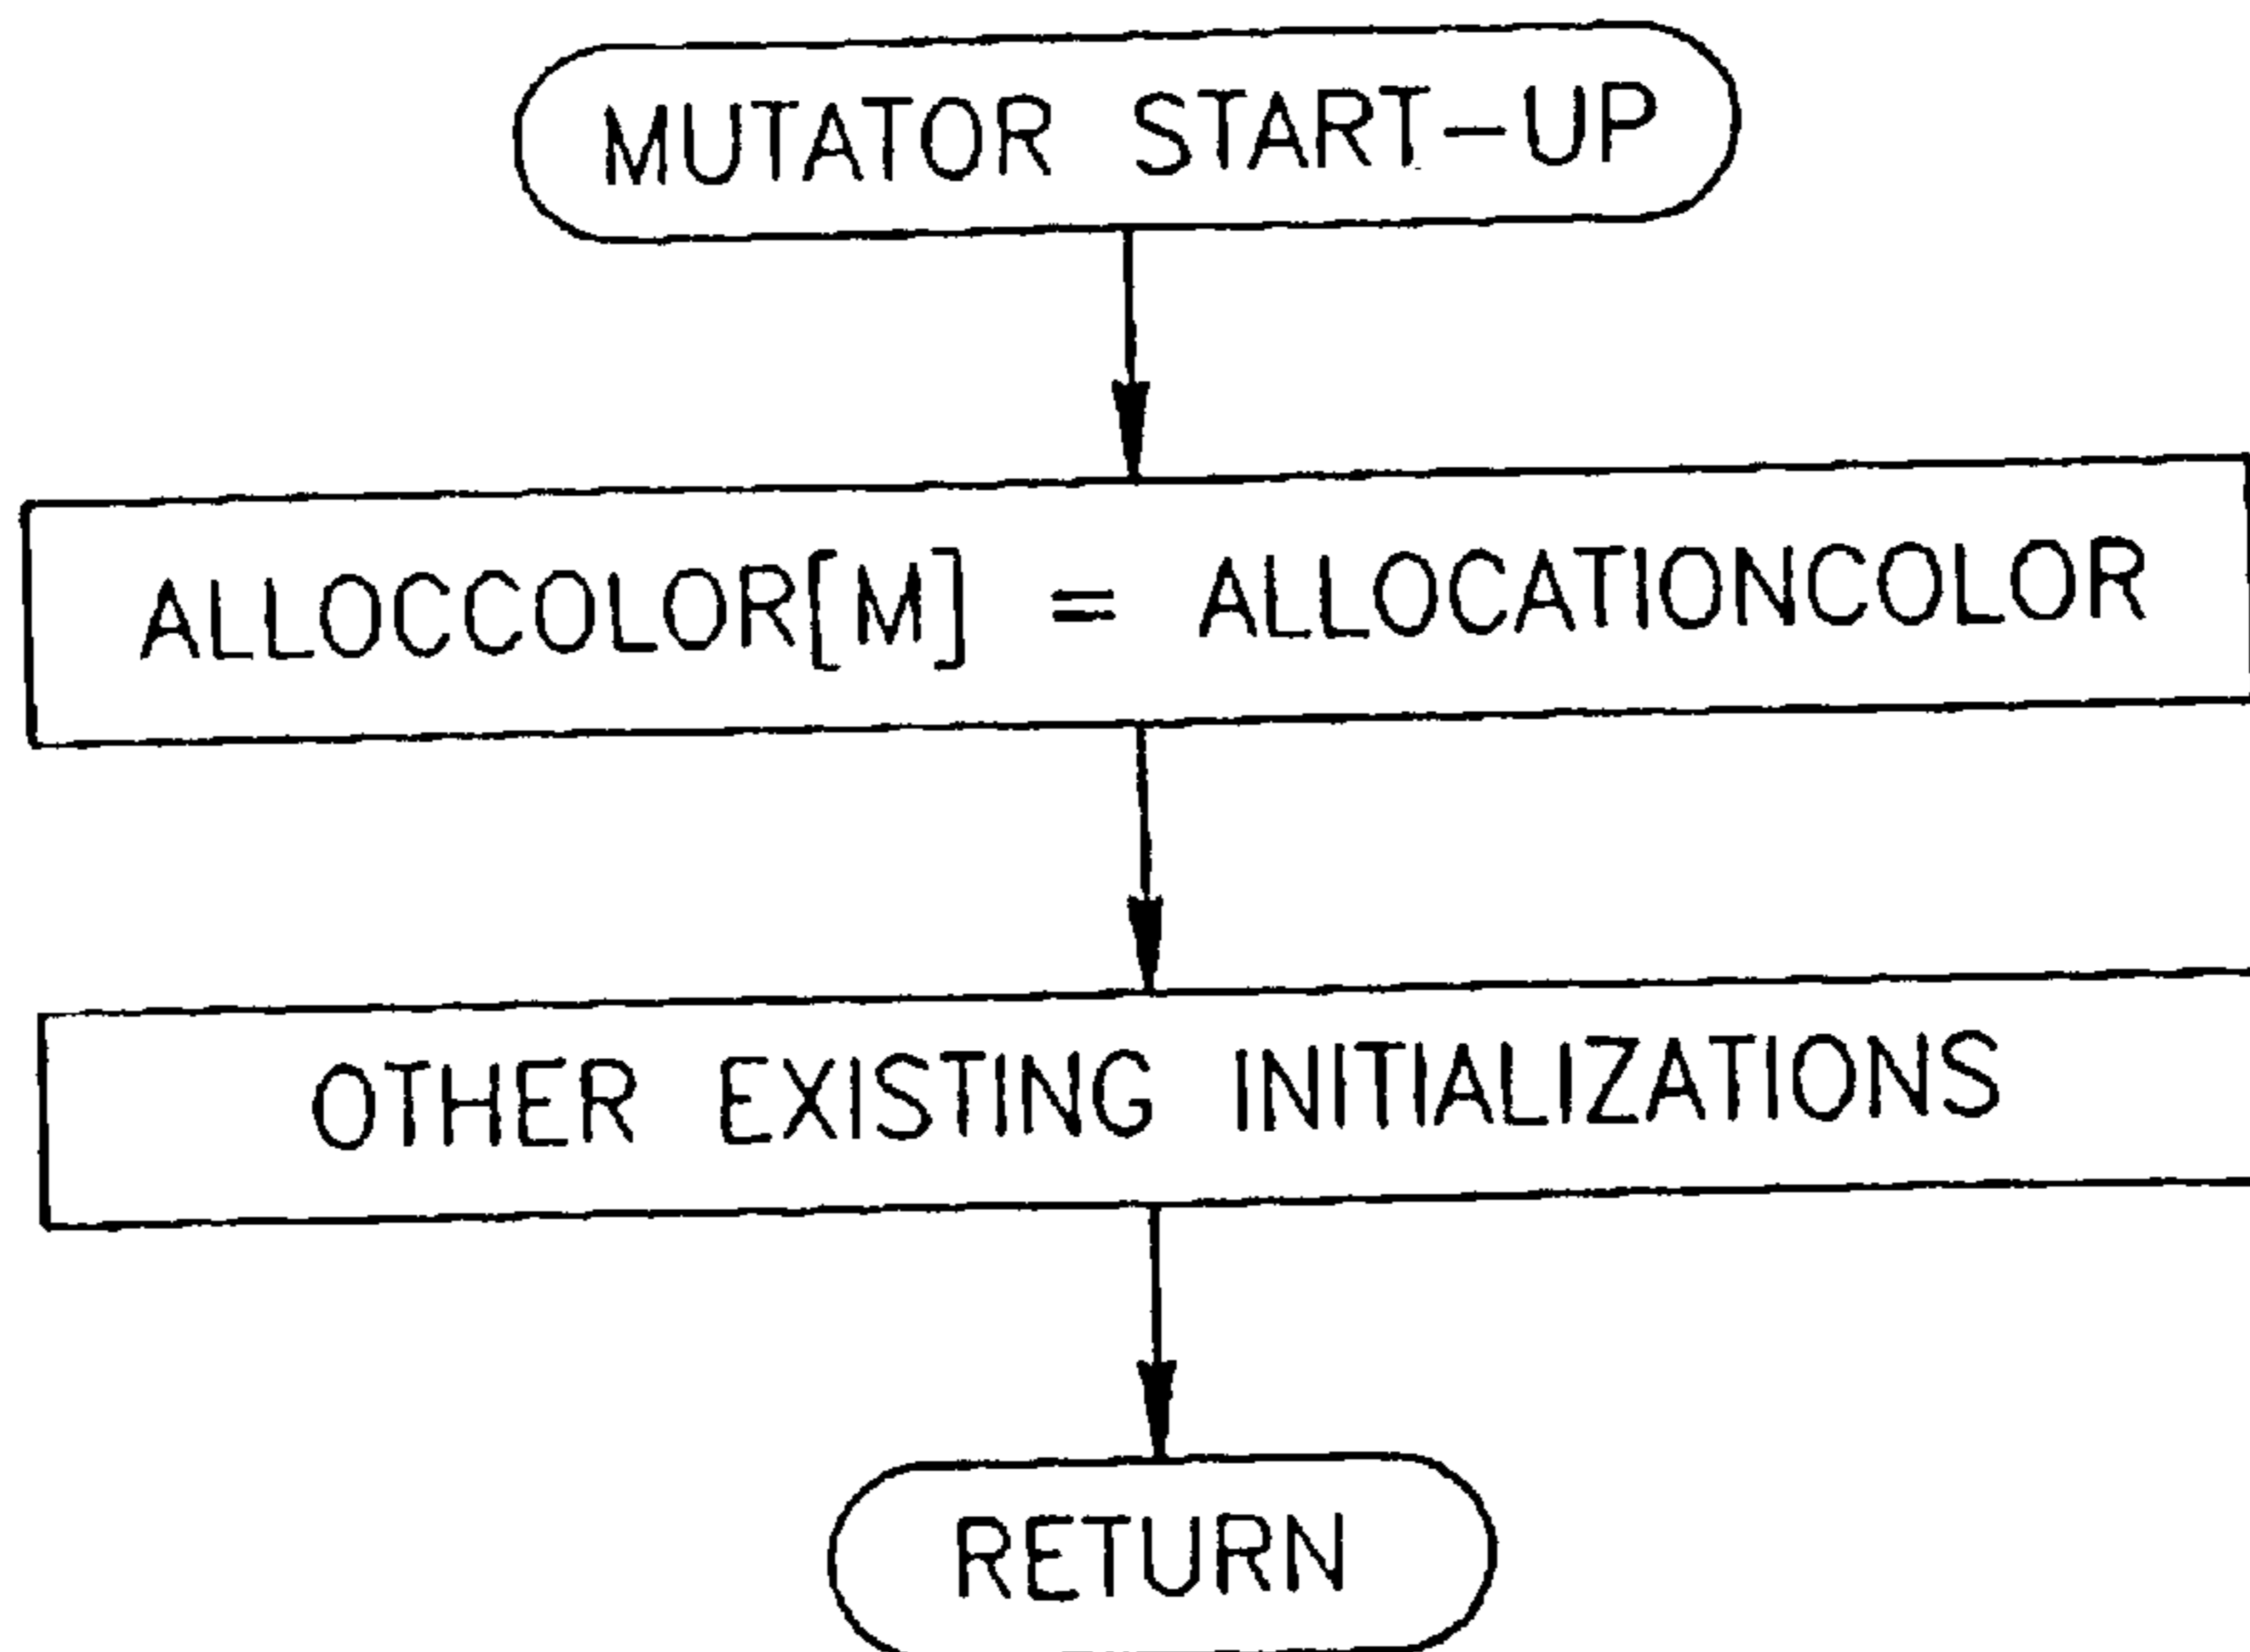 MUTATOR START-UP
ALLOCCOLOR[M] = ALLOCATIONCOLOR
OTHER EXISTING INITIALIZATIONS
RETURN